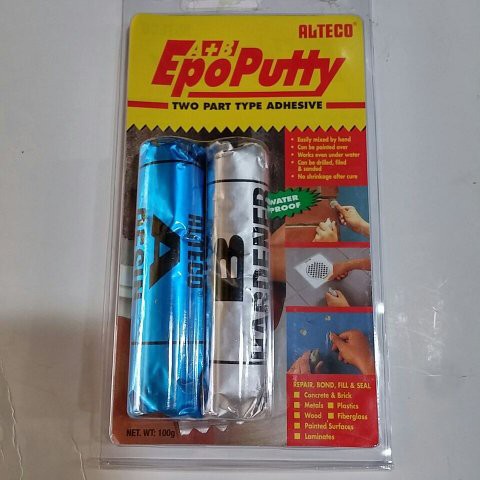 ALTECO®
A+B
EpoPutty
TWO PART TYPE ADHESIVE
• Easily mixed by hand
• Can be painted over
• Works even under water
• Can be drilled, filed
& sanded
• No shrinkage after cure
WATER
PROOF
ALTECO
A
RESIN
B
HARDENER
REPAIR, BOND, FILL & SEAL
■ Concrete & Brick
■ Metals ■ Plastics
■ Wood ■ Fiberglass
■ Painted Surfaces
■ Laminates
NET. WT: 100g